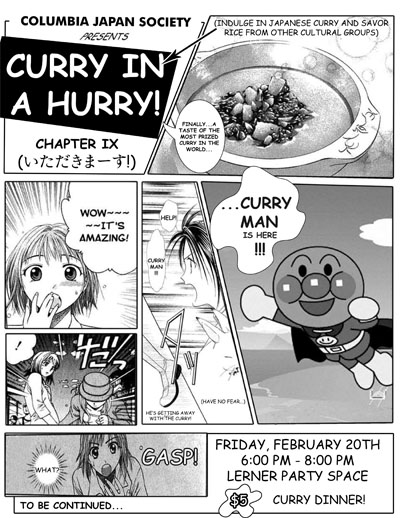 COLUMBIA JAPAN SOCIETY
PRESENTS
CURRY IN
A HURRY!
CHAPTER IX
(いただきまーす!)
(INDULGE IN JAPANESE CURRY AND SAVOR
RICE FROM OTHER CULTURAL GROUPS)
FINALLY...A
TASTE OF THE
MOST PRIZED
CURRY IN THE
WORLD...
WOW~~~
~~IT'S
AMAZING!
HELP!
CURRY
MAN
!!!
...CURRY
MAN
IS HERE
!!!
!
HE'S GETTING AWAY
WITH THE CURRY!
(HAVE NO FEAR...)
WHAT?
GASP!
TO BE CONTINUED...
FRIDAY, FEBRUARY 20TH
6:00 PM - 8:00 PM
LERNER PARTY SPACE
$5 CURRY DINNER!